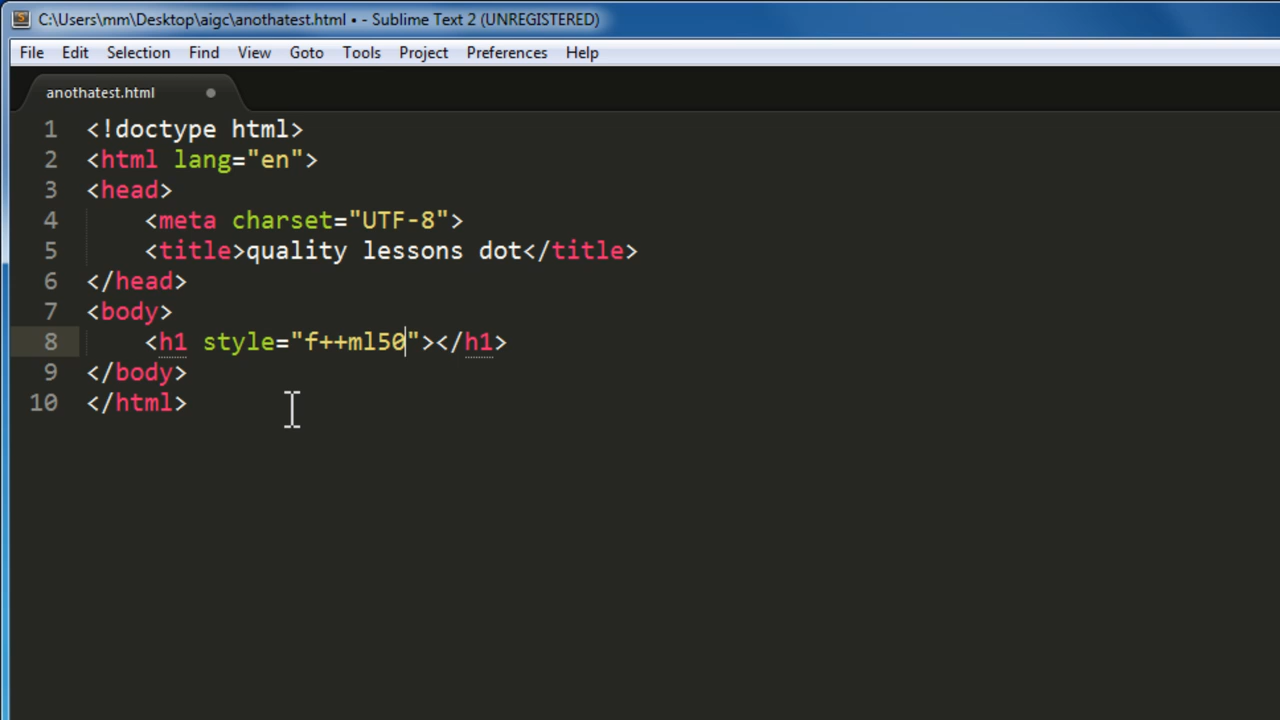 C:\Users\mm\Desktop\aigc\anothatest.html • - Sublime Text 2 (UNREGISTERED)
File Edit Selection Find View Goto Tools Project Preferences Help
anothatest.html
1 <!doctype html>
2 <html lang="en">
3 <head>
4     <meta charset="UTF-8">
5     <title>quality lessons dot</title>
6 </head>
7 <body>
8     <h1 style="f++ml50"></h1>
9 </body>
10 </html>